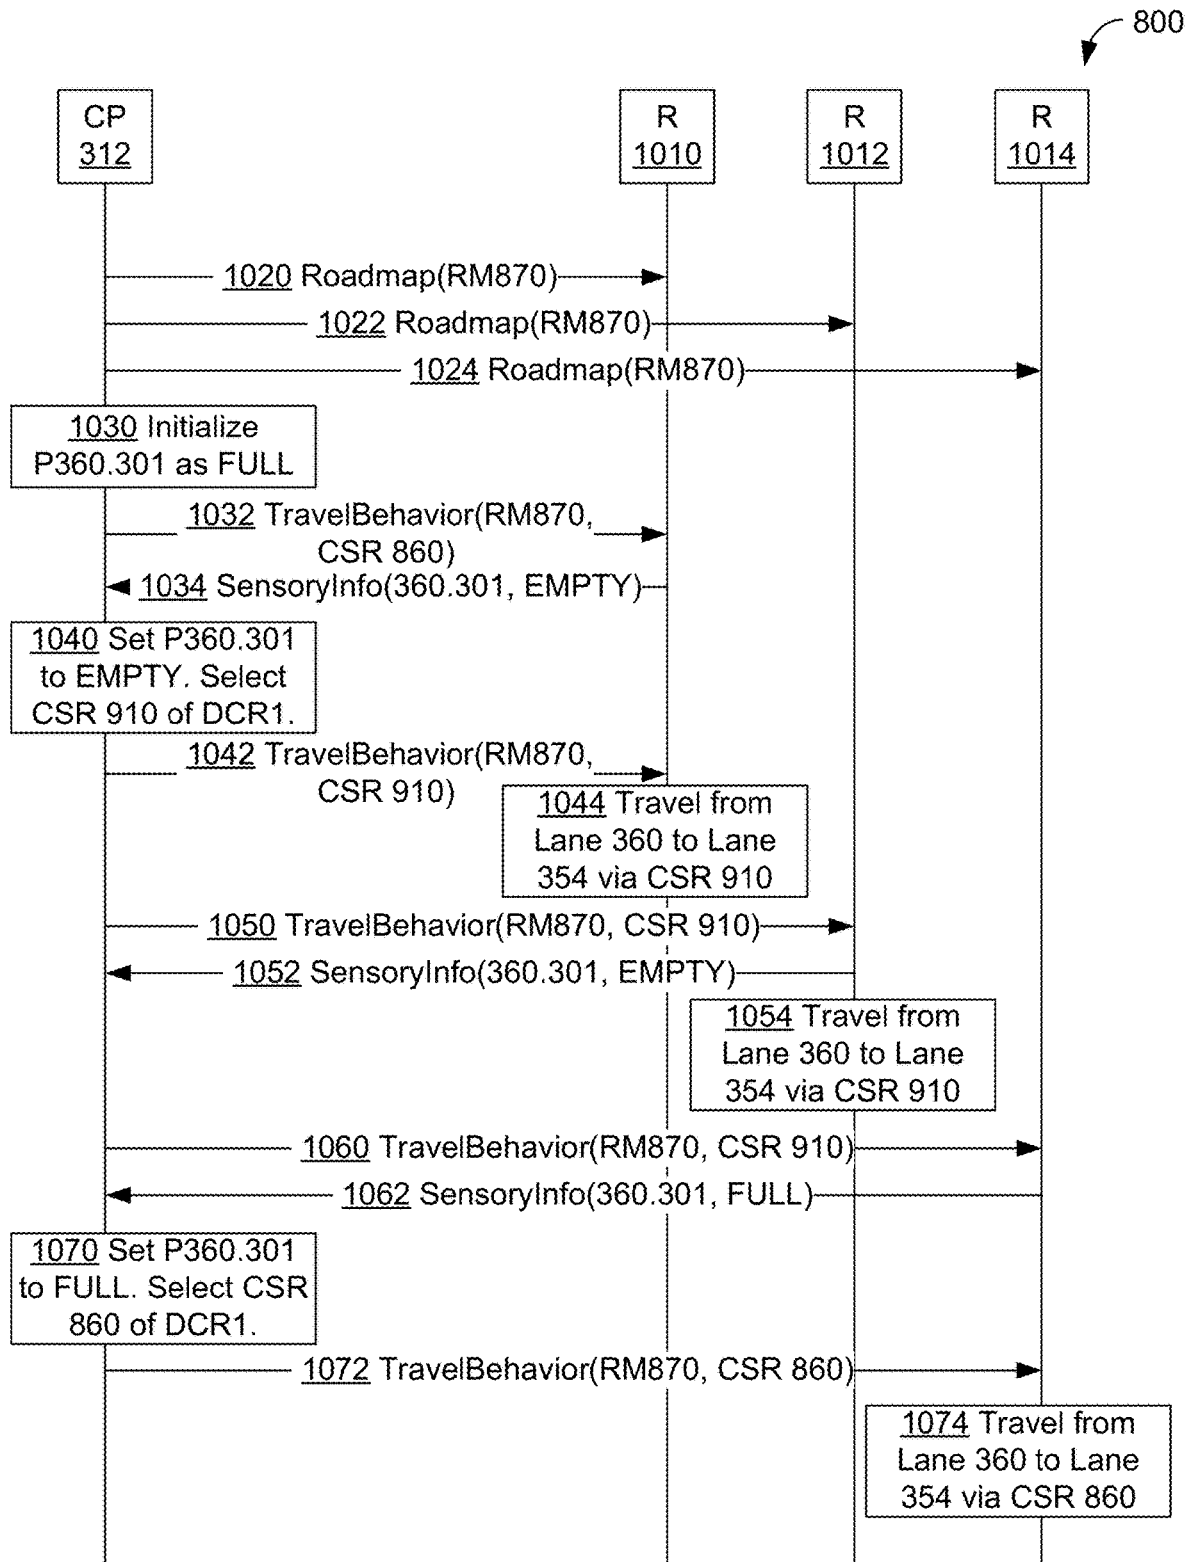 800
CP
312
R
1010
R
1012
R
1014
1020 Roadmap(RM870)
1022 Roadmap(RM870)
1024 Roadmap(RM870)
1030 Initialize
P360.301 as FULL
1032 TravelBehavior(RM870,
CSR 860)
1034 SensoryInfo(360.301, EMPTY)
1040 Set P360.301
to EMPTY. Select
CSR 910 of DCR1.
1042 TravelBehavior(RM870,
CSR 910)
1044 Travel from
Lane 360 to Lane
354 via CSR 910
1050 TravelBehavior(RM870, CSR 910)
1052 SensoryInfo(360.301, EMPTY)
1054 Travel from
Lane 360 to Lane
354 via CSR 910
1060 TravelBehavior(RM870, CSR 910)
1062 SensoryInfo(360.301, FULL)
1070 Set P360.301
to FULL. Select CSR
860 of DCR1.
1072 TravelBehavior(RM870, CSR 860)
1074 Travel from
Lane 360 to Lane
354 via CSR 860